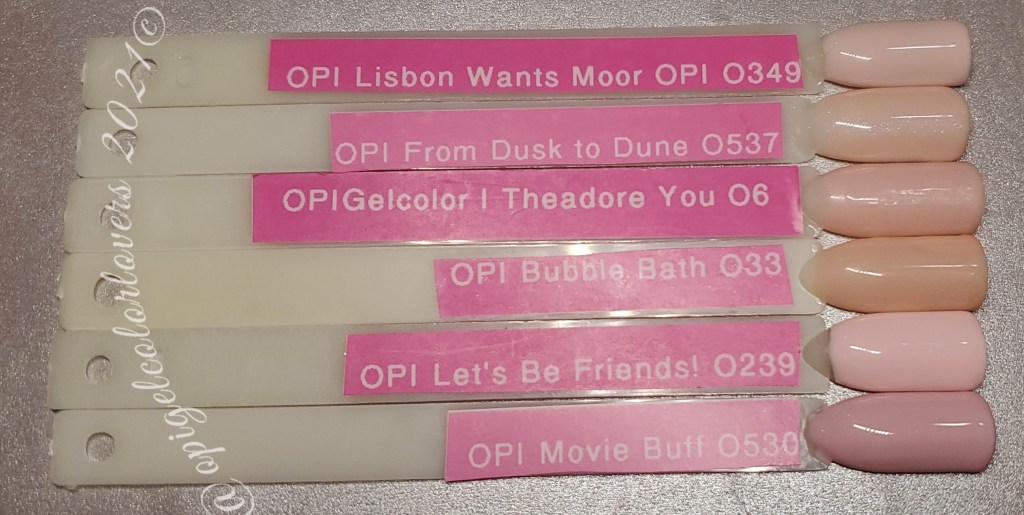 OPI Lisbon Wants Moor OPI O349
OPI From Dusk to Dune O537
OPIGelcolor I Theadore You O6
OPI Bubble Bath O33
OPI Let's Be Friends! O239
OPI Movie Buff O530
@opigelcolorlovers 2021©